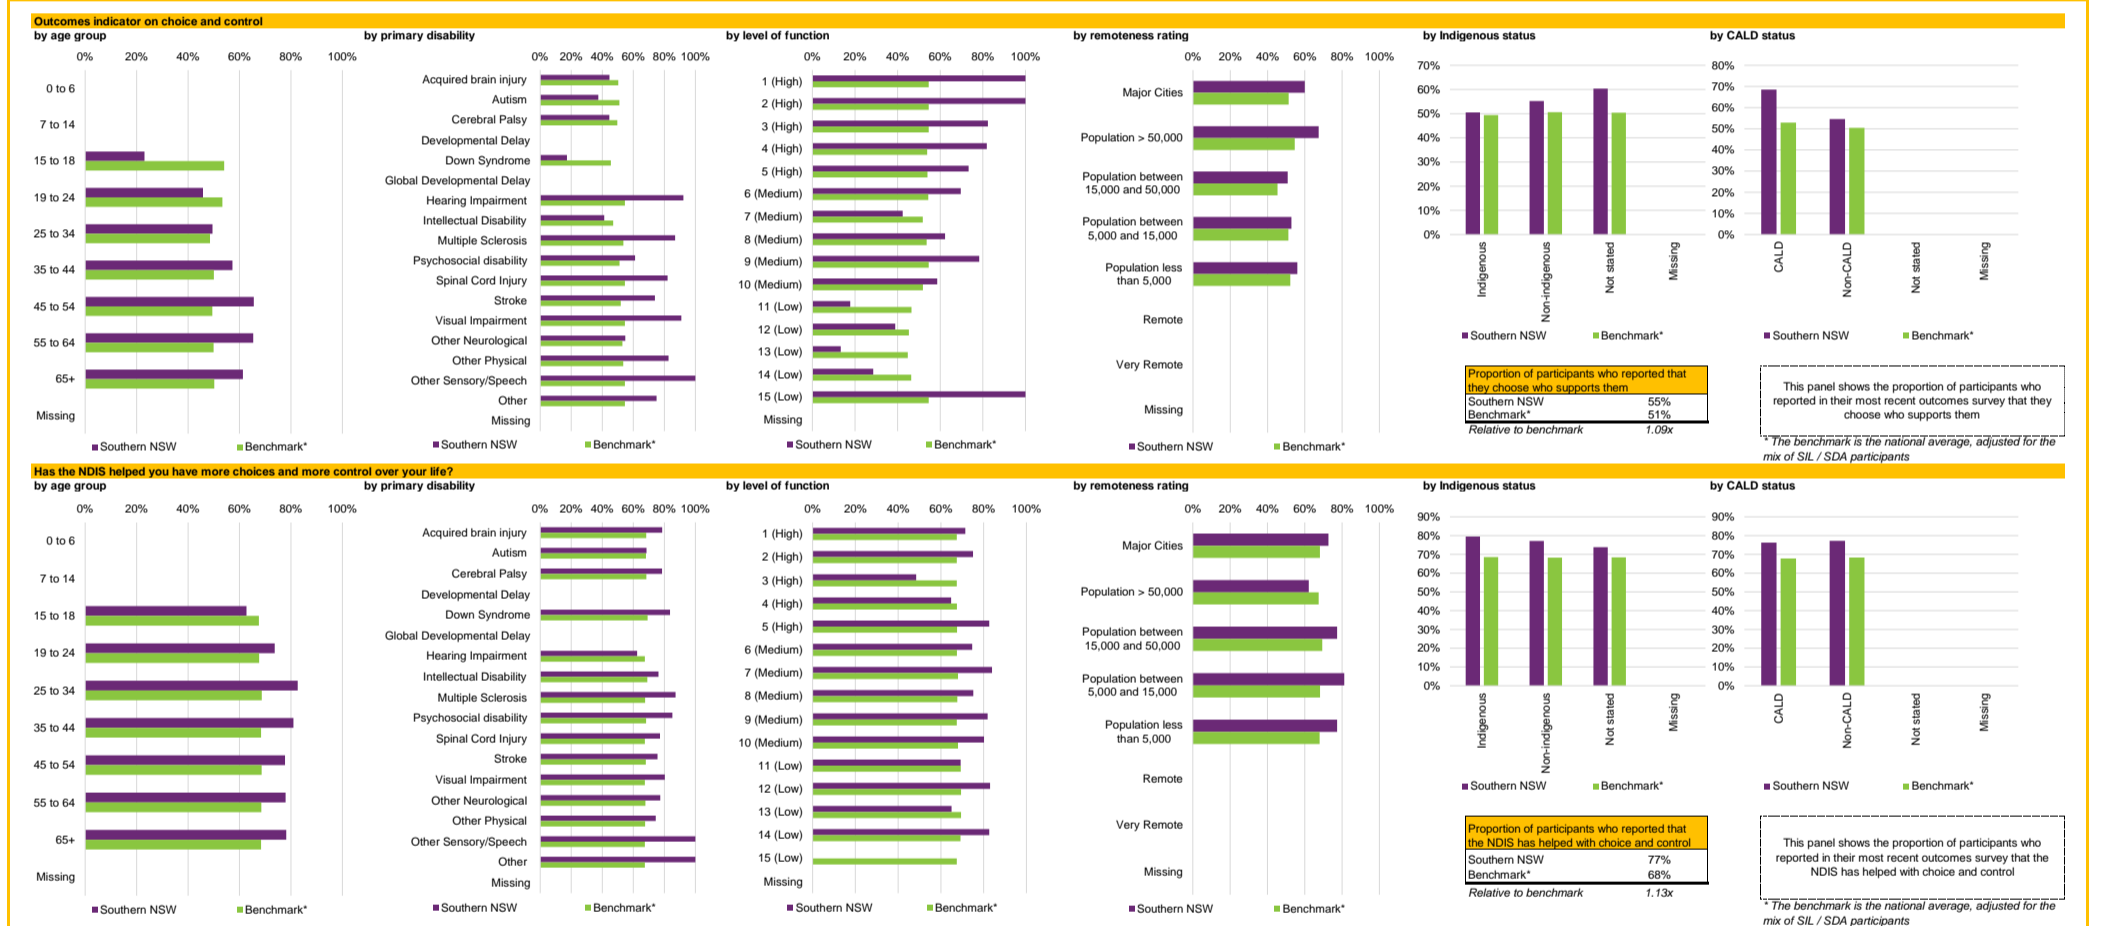 Outcomes indicator on choice and control
by age group
0% 20% 40% 60% 80% 100%
0 to 6
7 to 14
15 to 18
19 to 24
25 to 34
35 to 44
45 to 54
55 to 64
65+
Missing
Southern NSW Benchmark*
by primary disability
0% 20% 40% 60% 80% 100%
Acquired brain injury
Autism
Cerebral Palsy
Developmental Delay
Down Syndrome
Global Developmental Delay
Hearing Impairment
Intellectual Disability
Multiple Sclerosis
Psychosocial disability
Spinal Cord Injury
Stroke
Visual Impairment
Other Neurological
Other Physical
Other Sensory/Speech
Other
Missing
Southern NSW Benchmark*
by level of function
0% 20% 40% 60% 80% 100%
1 (High)
2 (High)
3 (High)
4 (High)
5 (High)
6 (Medium)
7 (Medium)
8 (Medium)
9 (Medium)
10 (Medium)
11 (Low)
12 (Low)
13 (Low)
14 (Low)
15 (Low)
Missing
Southern NSW Benchmark*
by remoteness rating
0% 20% 40% 60% 80% 100%
Major Cities
Population > 50,000
Population between
15,000 and 50,000
Population between
5,000 and 15,000
Population less
than 5,000
Remote
Very Remote
Missing
Southern NSW Benchmark*
by Indigenous status
70%
60%
50%
40%
30%
20%
10%
0%
Indigenous
Non-indigenous
Not stated
Missing
Southern NSW Benchmark*
by CALD status
80%
70%
60%
50%
40%
30%
20%
10%
0%
CALD
Non-CALD
Not stated
Missing
Southern NSW Benchmark*
Proportion of participants who reported that
they choose who supports them
Southern NSW 55%
Benchmark* 51%
Relative to benchmark 1.09x
This panel shows the proportion of participants who
reported in their most recent outcomes survey that they
choose who supports them
* The benchmark is the national average, adjusted for the
mix of SIL / SDA participants
Has the NDIS helped you have more choices and more control over your life?
by age group
0% 20% 40% 60% 80% 100%
0 to 6
7 to 14
15 to 18
19 to 24
25 to 34
35 to 44
45 to 54
55 to 64
65+
Missing
Southern NSW Benchmark*
by primary disability
0% 20% 40% 60% 80% 100%
Acquired brain injury
Autism
Cerebral Palsy
Developmental Delay
Down Syndrome
Global Developmental Delay
Hearing Impairment
Intellectual Disability
Multiple Sclerosis
Psychosocial disability
Spinal Cord Injury
Stroke
Visual Impairment
Other Neurological
Other Physical
Other Sensory/Speech
Other
Missing
Southern NSW Benchmark*
by level of function
0% 20% 40% 60% 80% 100%
1 (High)
2 (High)
3 (High)
4 (High)
5 (High)
6 (Medium)
7 (Medium)
8 (Medium)
9 (Medium)
10 (Medium)
11 (Low)
12 (Low)
13 (Low)
14 (Low)
15 (Low)
Missing
Southern NSW Benchmark*
by remoteness rating
0% 20% 40% 60% 80% 100%
Major Cities
Population > 50,000
Population between
15,000 and 50,000
Population between
5,000 and 15,000
Population less
than 5,000
Remote
Very Remote
Missing
Southern NSW Benchmark*
by Indigenous status
90%
80%
70%
60%
50%
40%
30%
20%
10%
0%
Indigenous
Non-indigenous
Not stated
Missing
Southern NSW Benchmark*
by CALD status
90%
80%
70%
60%
50%
40%
30%
20%
10%
0%
CALD
Non-CALD
Not stated
Missing
Southern NSW Benchmark*
Proportion of participants who reported that
the NDIS has helped with choice and control
Southern NSW 77%
Benchmark* 68%
Relative to benchmark 1.13x
This panel shows the proportion of participants who
reported in their most recent outcomes survey that the
NDIS has helped with choice and control
* The benchmark is the national average, adjusted for the
mix of SIL / SDA participants